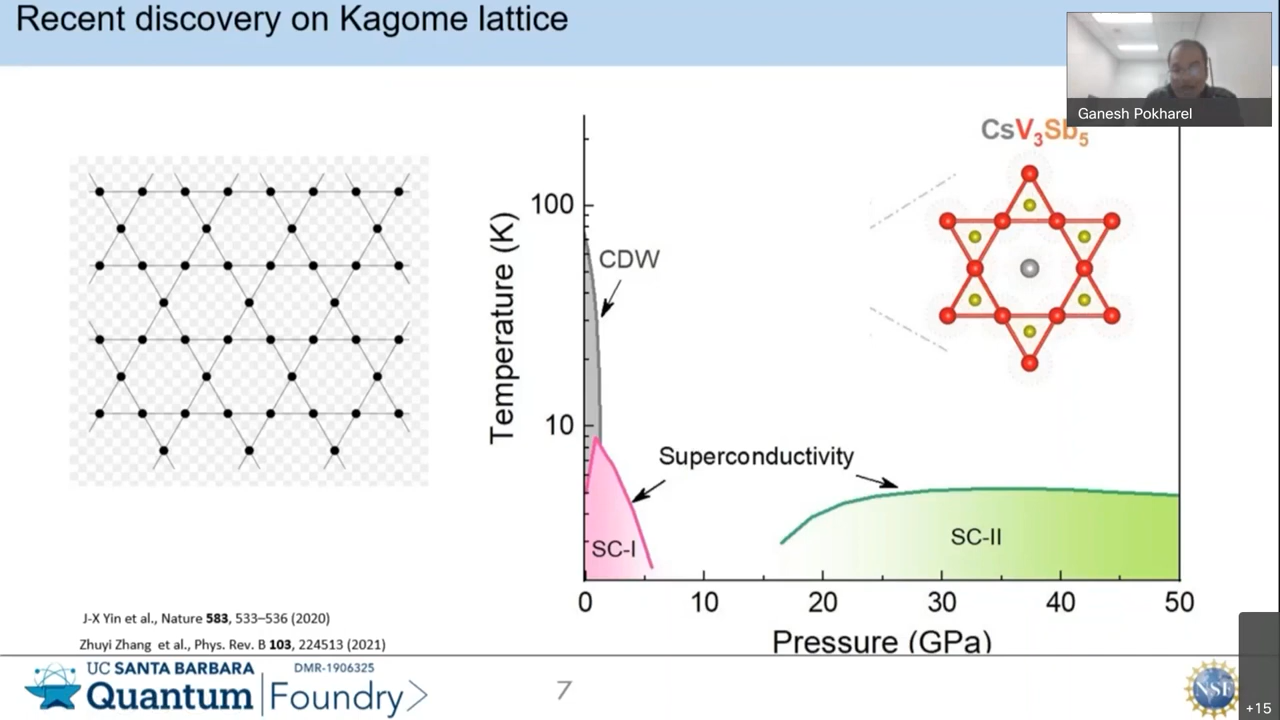 Recent discovery on Kagome lattice
Ganesh Pokharel
CsV3Sb5
Temperature (K)
100
10
CDW
Superconductivity
SC-I
SC-II
0 10 20 30 40 50
Pressure (GPa)
J-X Yin et al., Nature 583, 533–536 (2020)
Zhuyi Zhang et al., Phys. Rev. B 103, 224513 (2021)
UC SANTA BARBARA
Quantum Foundry
DMR-1906325
7
NSF
+15